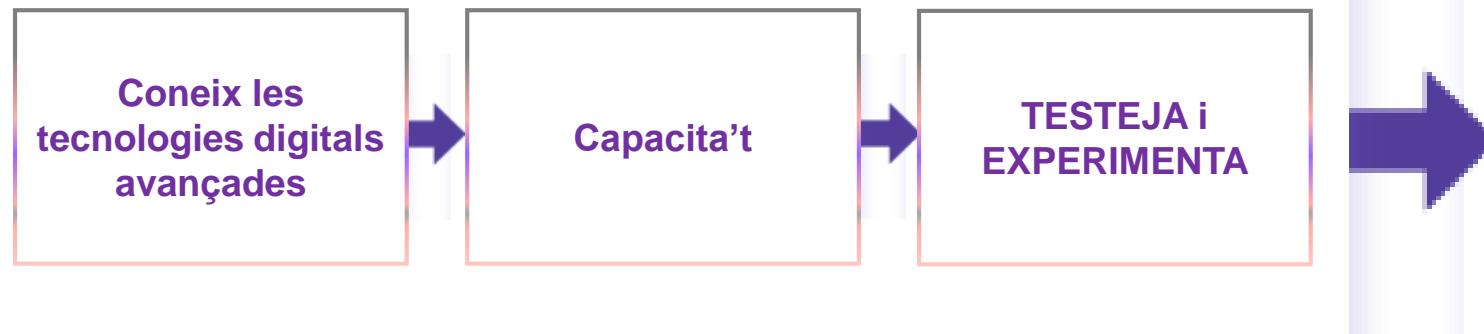 Coneix les
tecnologies digitals
avançades
Capacita’t
TESTEJA i
EXPERIMENTA